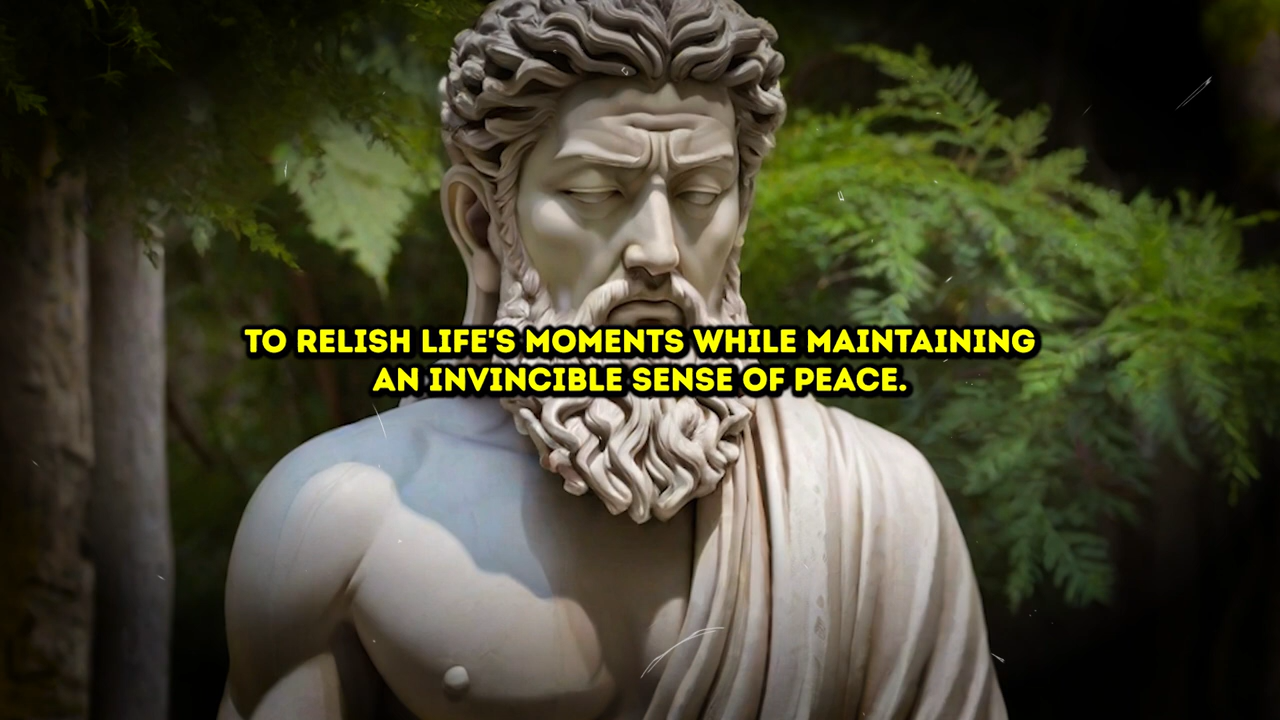 TO RELISH LIFE'S MOMENTS WHILE MAINTAINING
AN INVINCIBLE SENSE OF PEACE.